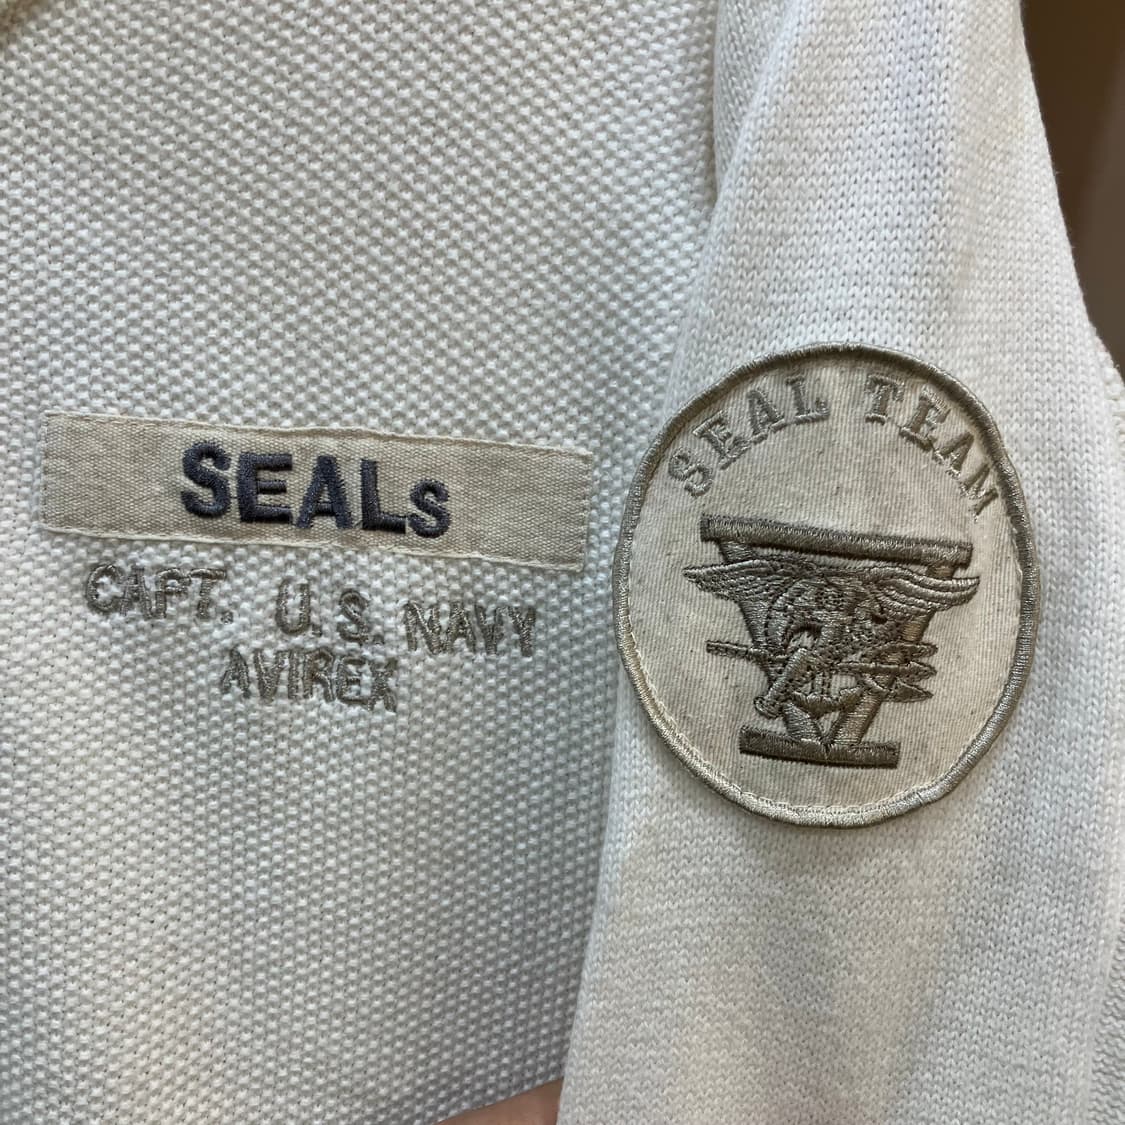 SEALs
CAPT. U.S. NAVY
AVIREX
SEAL TEAM
V